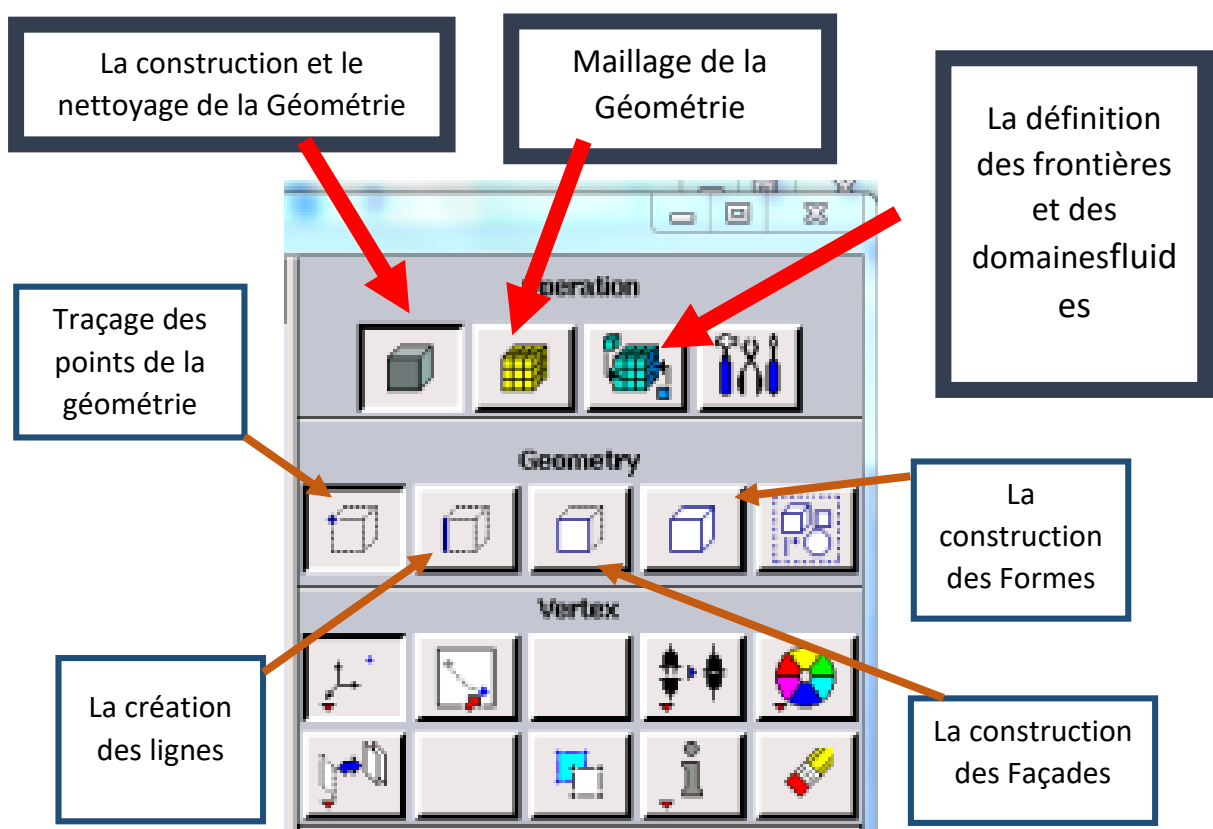 La construction et le
nettoyage de la Géométrie
Maillage de la
Géométrie
La définition
des frontières
et des
domainesfluid
es
Traçage des
points de la
géométrie
Operation
Geometry
La
construction
des Formes
Vertex
La création
des lignes
La construction
des Façades